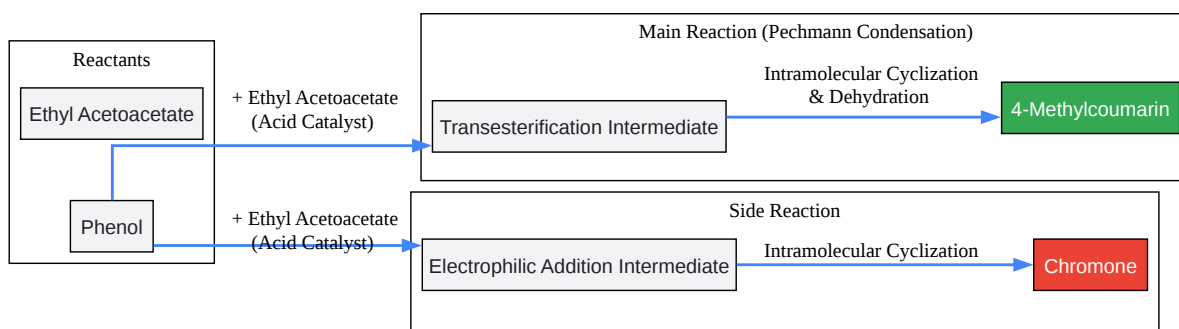 Main Reaction (Pechmann Condensation)
Reactants
Ethyl Acetoacetate
+ Ethyl Acetoacetate
(Acid Catalyst)
Transesterification Intermediate
Intramolecular Cyclization
& Dehydration
4-Methylcoumarin
Phenol
+ Ethyl Acetoacetate
(Acid Catalyst)
Side Reaction
Electrophilic Addition Intermediate
Intramolecular Cyclization
Chromone